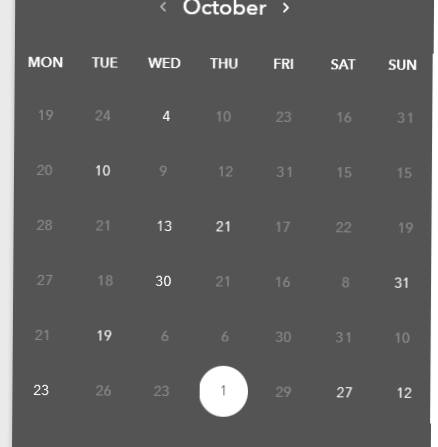 ‹ October ›
MON TUE WED THU FRI SAT SUN
19 24 4 10 23 16 31
20 10 9 12 31 15 15
28 21 13 21 17 22 19
27 18 30 21 16 8 31
21 19 6 6 30 31 10
23 26 23 1 29 27 12